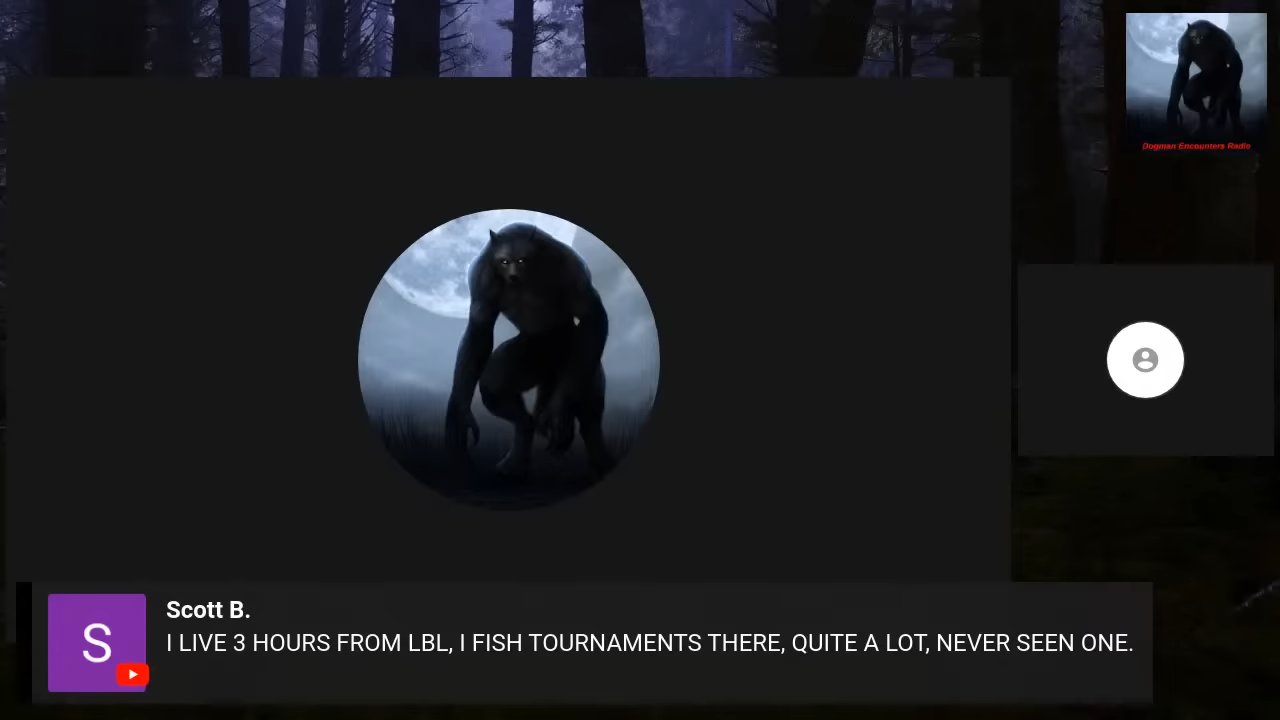 Dogman Encounters Radio
S
Scott B.
I LIVE 3 HOURS FROM LBL, I FISH TOURNAMENTS THERE, QUITE A LOT, NEVER SEEN ONE.